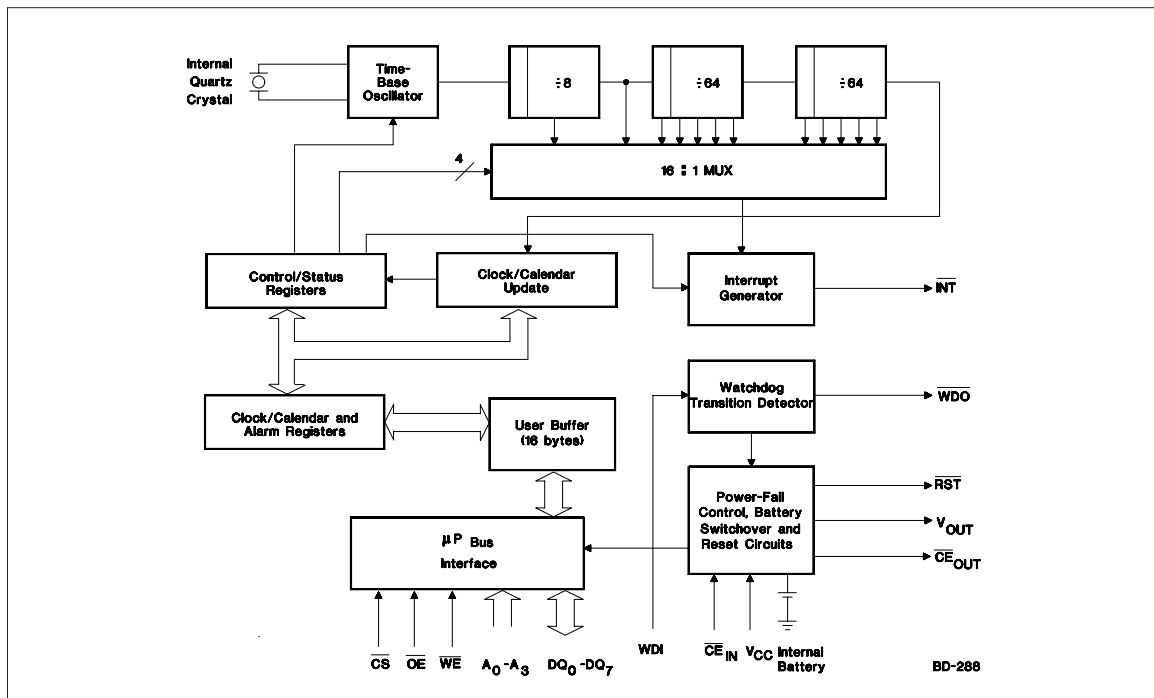 Internal
Quartz
Crystal
Time-
Base
Oscillator
÷8
÷64
÷64
4
16 : 1 MUX
Control/Status
Registers
Clock/Calendar
Update
Interrupt
Generator
INT
Watchdog
Transition Detector
WDO
Clock/Calendar and
Alarm Registers
User Buffer
(16 bytes)
Power-Fail
Control, Battery
Switchover and
Reset Circuits
RST
VOUT
CEOUT
μP Bus
Interface
CS
OE
WE
A0-A3
DQ0-DQ7
WDI
CEIN
VCC
Internal
Battery
BD-288